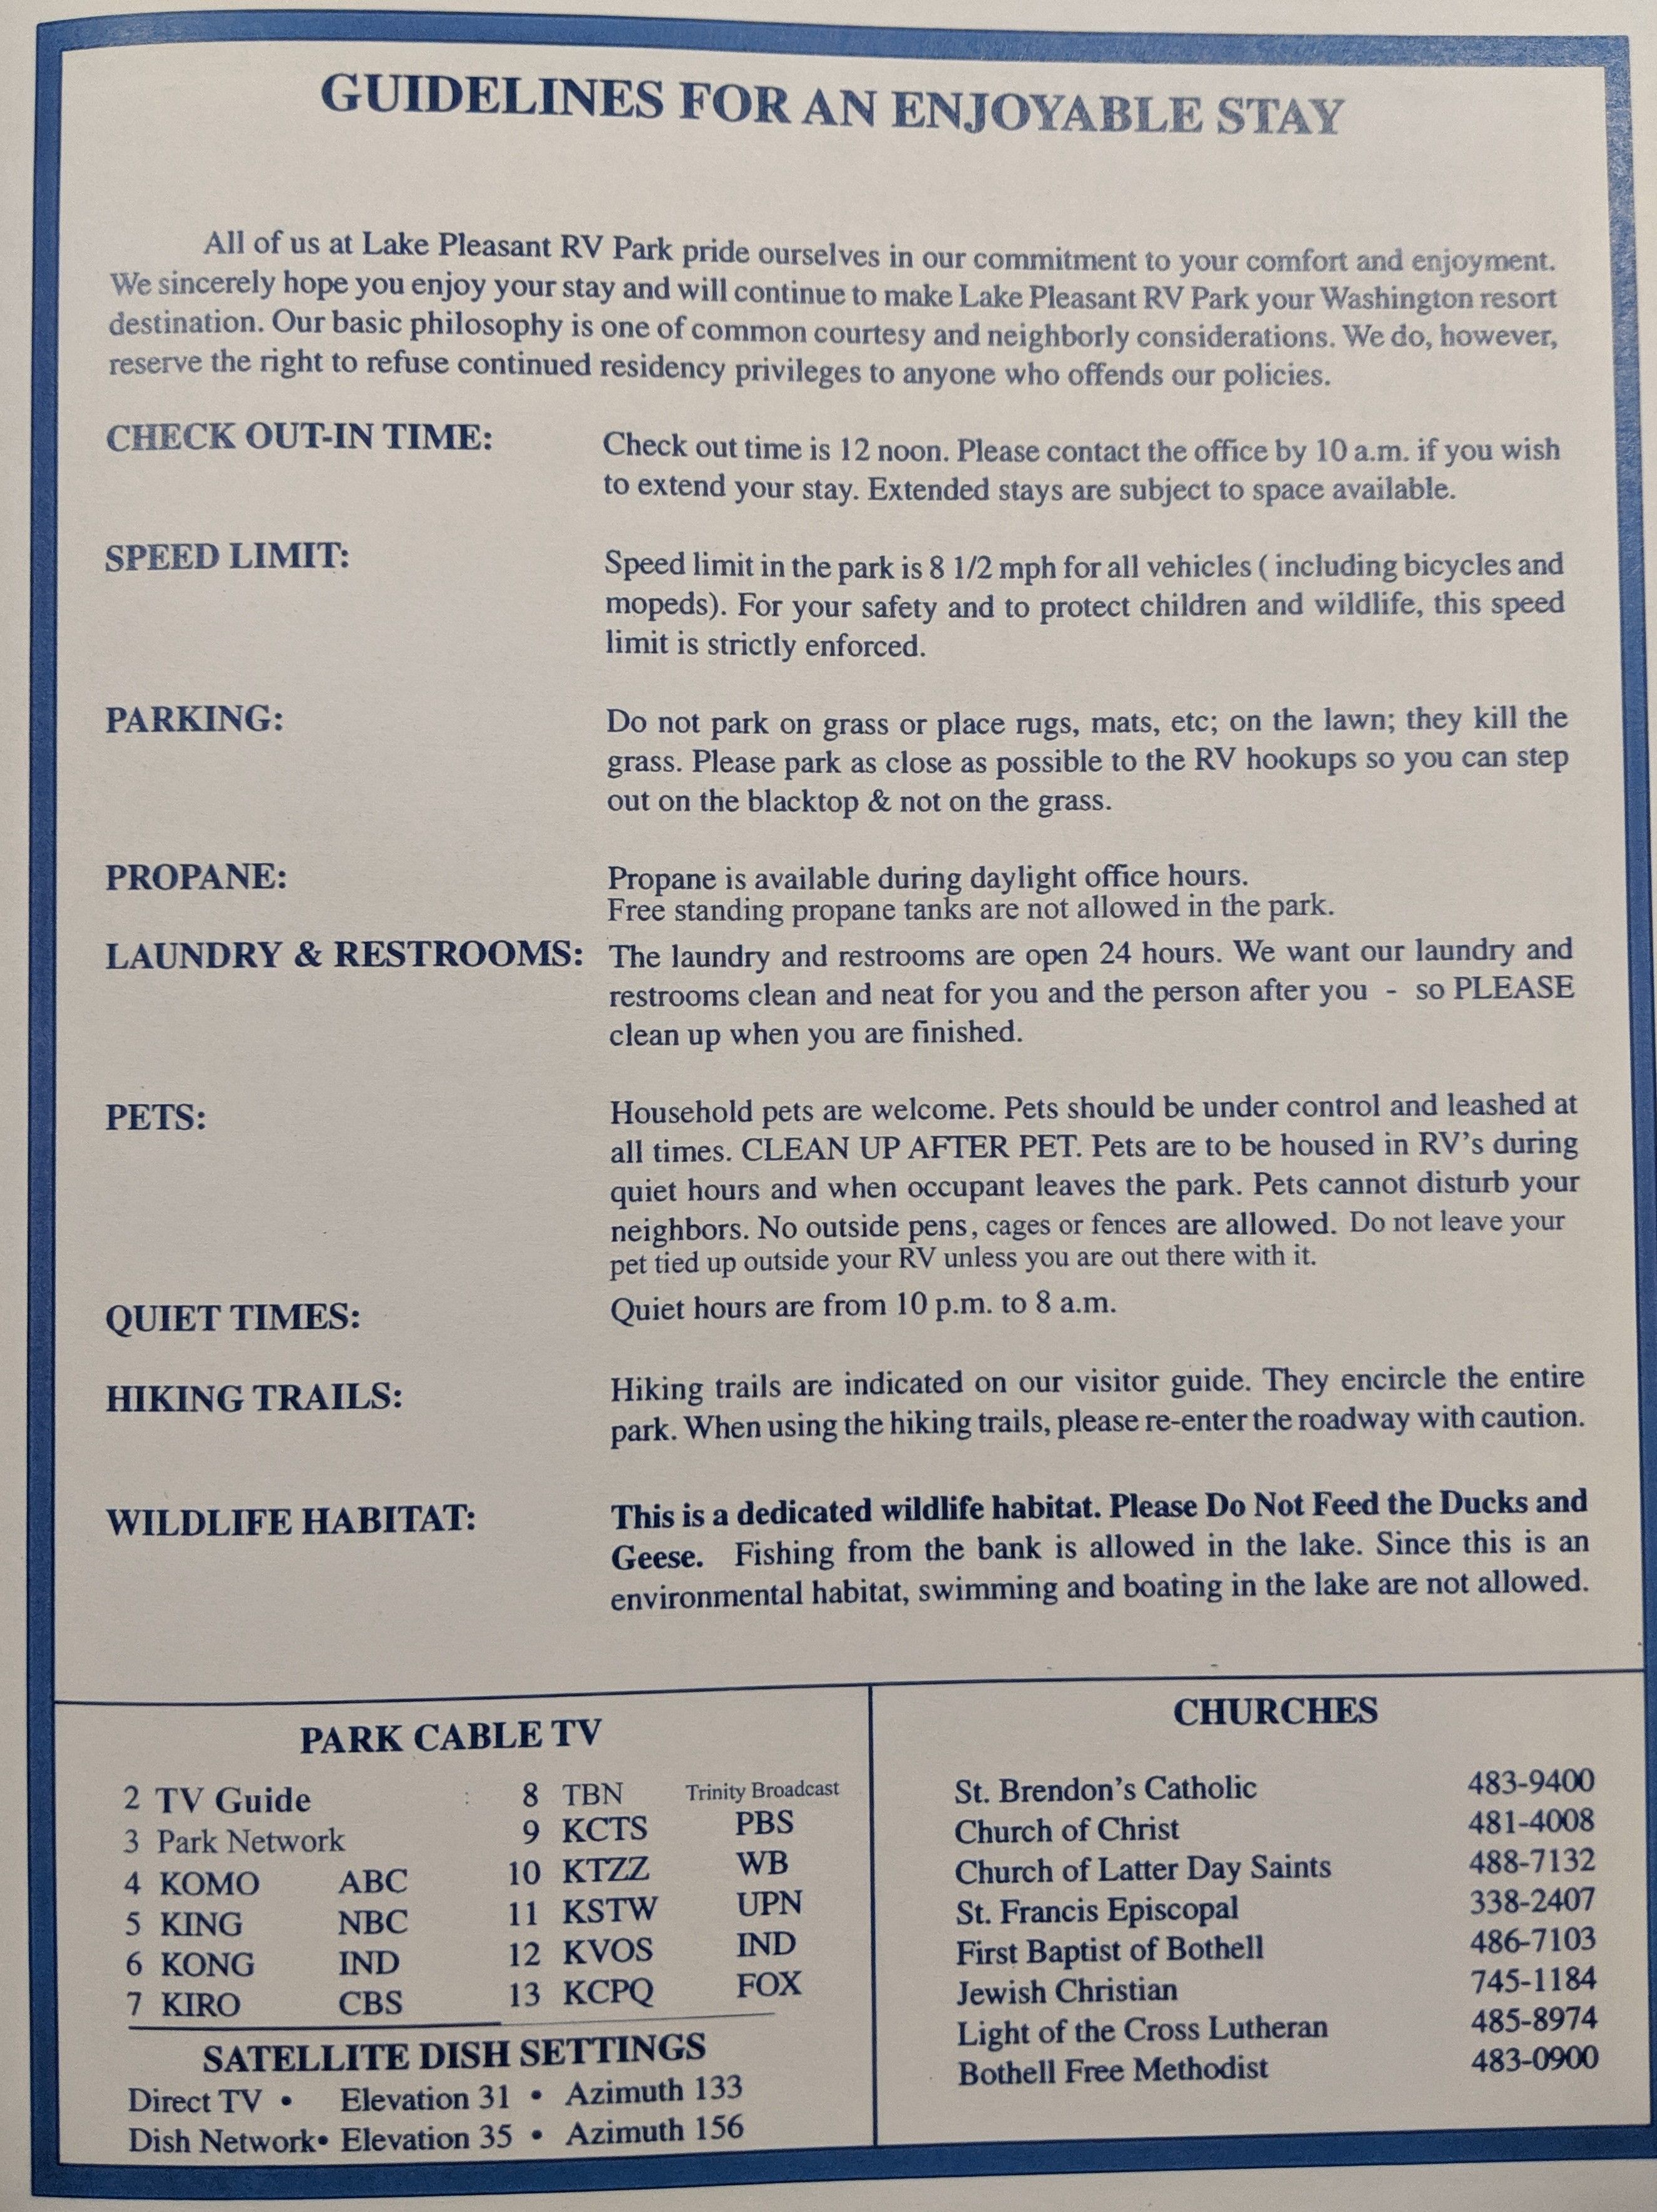 GUIDELINES FOR AN ENJOYABLE STAY
All of us at Lake Pleasant RV Park pride ourselves in our commitment to your comfort and enjoyment.
We sincerely hope you enjoy your stay and will continue to make Lake Pleasant RV Park your Washington resort
destination. Our basic philosophy is one of common courtesy and neighborly considerations. We do, however,
reserve the right to refuse continued residency privileges to anyone who offends our policies.
CHECK OUT-IN TIME: Check out time is 12 noon. Please contact the office by 10 a.m. if you wish
to extend your stay. Extended stays are subject to space available.
SPEED LIMIT: Speed limit in the park is 8 1/2 mph for all vehicles ( including bicycles and
mopeds). For your safety and to protect children and wildlife, this speed
limit is strictly enforced.
PARKING: Do not park on grass or place rugs, mats, etc; on the lawn; they kill the
grass. Please park as close as possible to the RV hookups so you can step
out on the blacktop & not on the grass.
PROPANE: Propane is available during daylight office hours.
Free standing propane tanks are not allowed in the park.
LAUNDRY & RESTROOMS: The laundry and restrooms are open 24 hours. We want our laundry and
restrooms clean and neat for you and the person after you - so PLEASE
clean up when you are finished.
PETS: Household pets are welcome. Pets should be under control and leashed at
all times. CLEAN UP AFTER PET. Pets are to be housed in RV's during
quiet hours and when occupant leaves the park. Pets cannot disturb your
neighbors. No outside pens, cages or fences are allowed. Do not leave your
pet tied up outside your RV unless you are out there with it.
QUIET TIMES: Quiet hours are from 10 p.m. to 8 a.m.
HIKING TRAILS: Hiking trails are indicated on our visitor guide. They encircle the entire
park. When using the hiking trails, please re-enter the roadway with caution.
WILDLIFE HABITAT: This is a dedicated wildlife habitat. Please Do Not Feed the Ducks and
Geese. Fishing from the bank is allowed in the lake. Since this is an
environmental habitat, swimming and boating in the lake are not allowed.
PARK CABLE TV
2 TV Guide 8 TBN Trinity Broadcast
3 Park Network 9 KCTS PBS
4 KOMO ABC 10 KTZZ WB
5 KING NBC 11 KSTW UPN
6 KONG IND 12 KVOS IND
7 KIRO CBS 13 KCPQ FOX
SATELLITE DISH SETTINGS
Direct TV • Elevation 31 • Azimuth 133
Dish Network• Elevation 35 • Azimuth 156
CHURCHES
St. Brendon's Catholic 483-9400
Church of Christ 481-4008
Church of Latter Day Saints 488-7132
St. Francis Episcopal 338-2407
First Baptist of Bothell 486-7103
Jewish Christian 745-1184
Light of the Cross Lutheran 485-8974
Bothell Free Methodist 483-0900